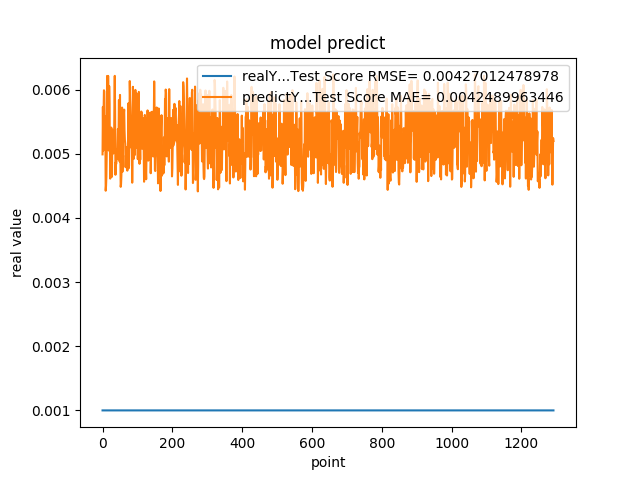 model predict
realY...Test Score RMSE= 0.00427012478978
predictY...Test Score MAE= 0.0042489963446
0.006
0.005
0.004
0.003
0.002
0.001
real value
0 200 400 600 800 1000 1200
point